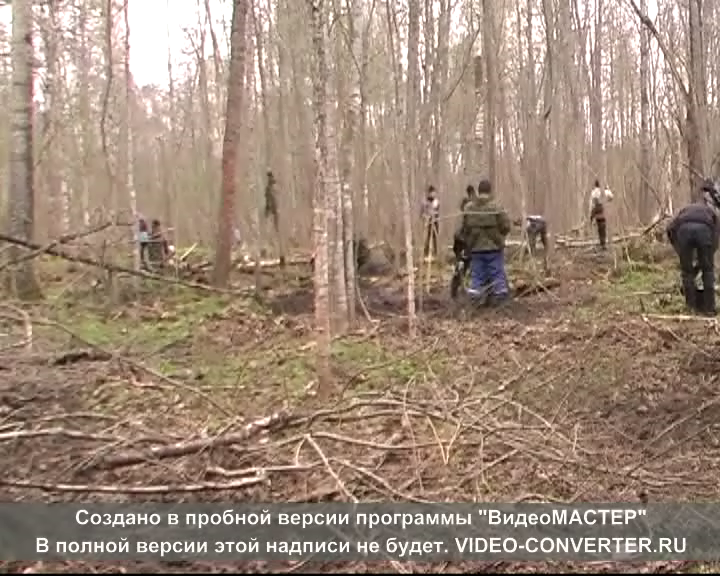 Создано в пробной версии программы "ВидеоМАСТЕР"
В полной версии этой надписи не будет. VIDEO-CONVERTER.RU